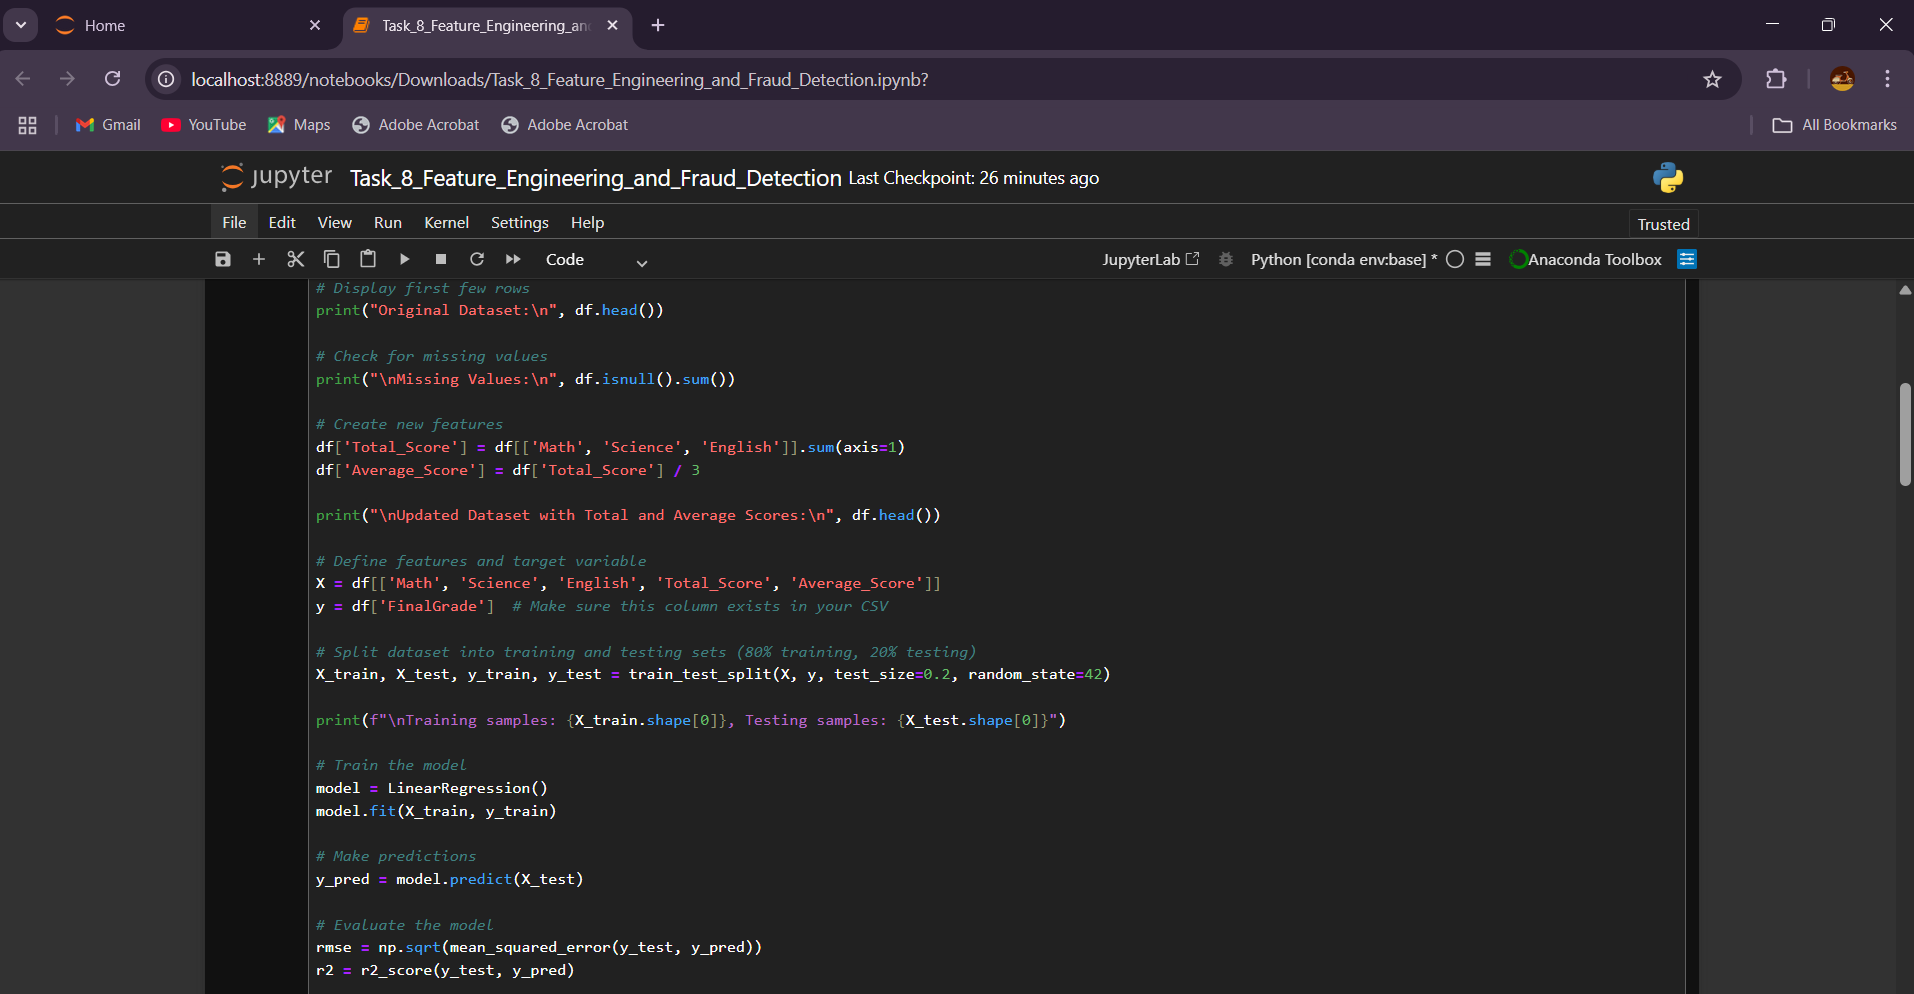 Home
Task_8_Feature_Engineering_an
localhost:8889/notebooks/Downloads/Task_8_Feature_Engineering_and_Fraud_Detection.ipynb?
Gmail YouTube Maps Adobe Acrobat Adobe Acrobat All Bookmarks
jupyter Task_8_Feature_Engineering_and_Fraud_Detection Last Checkpoint: 26 minutes ago
File Edit View Run Kernel Settings Help Trusted
Code JupyterLab Python [conda env:base] * Anaconda Toolbox
# Display first few rows
print("Original Dataset:\n", df.head())
# Check for missing values
print("\nMissing Values:\n", df.isnull().sum())
# Create new features
df['Total_Score'] = df[['Math', 'Science', 'English']].sum(axis=1)
df['Average_Score'] = df['Total_Score'] / 3
print("\nUpdated Dataset with Total and Average Scores:\n", df.head())
# Define features and target variable
X = df[['Math', 'Science', 'English', 'Total_Score', 'Average_Score']]
y = df['FinalGrade']  # Make sure this column exists in your CSV
# Split dataset into training and testing sets (80% training, 20% testing)
X_train, X_test, y_train, y_test = train_test_split(X, y, test_size=0.2, random_state=42)
print(f"\nTraining samples: {X_train.shape[0]}, Testing samples: {X_test.shape[0]}")
# Train the model
model = LinearRegression()
model.fit(X_train, y_train)
# Make predictions
y_pred = model.predict(X_test)
# Evaluate the model
rmse = np.sqrt(mean_squared_error(y_test, y_pred))
r2 = r2_score(y_test, y_pred)